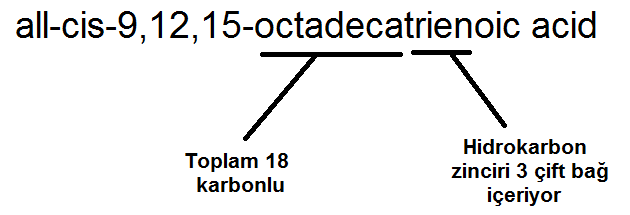 all-cis-9,12,15-octadecatrienoic acid
Toplam 18
karbonlu
Hidrokarbon
zinciri 3 çift bağ
içeriyor